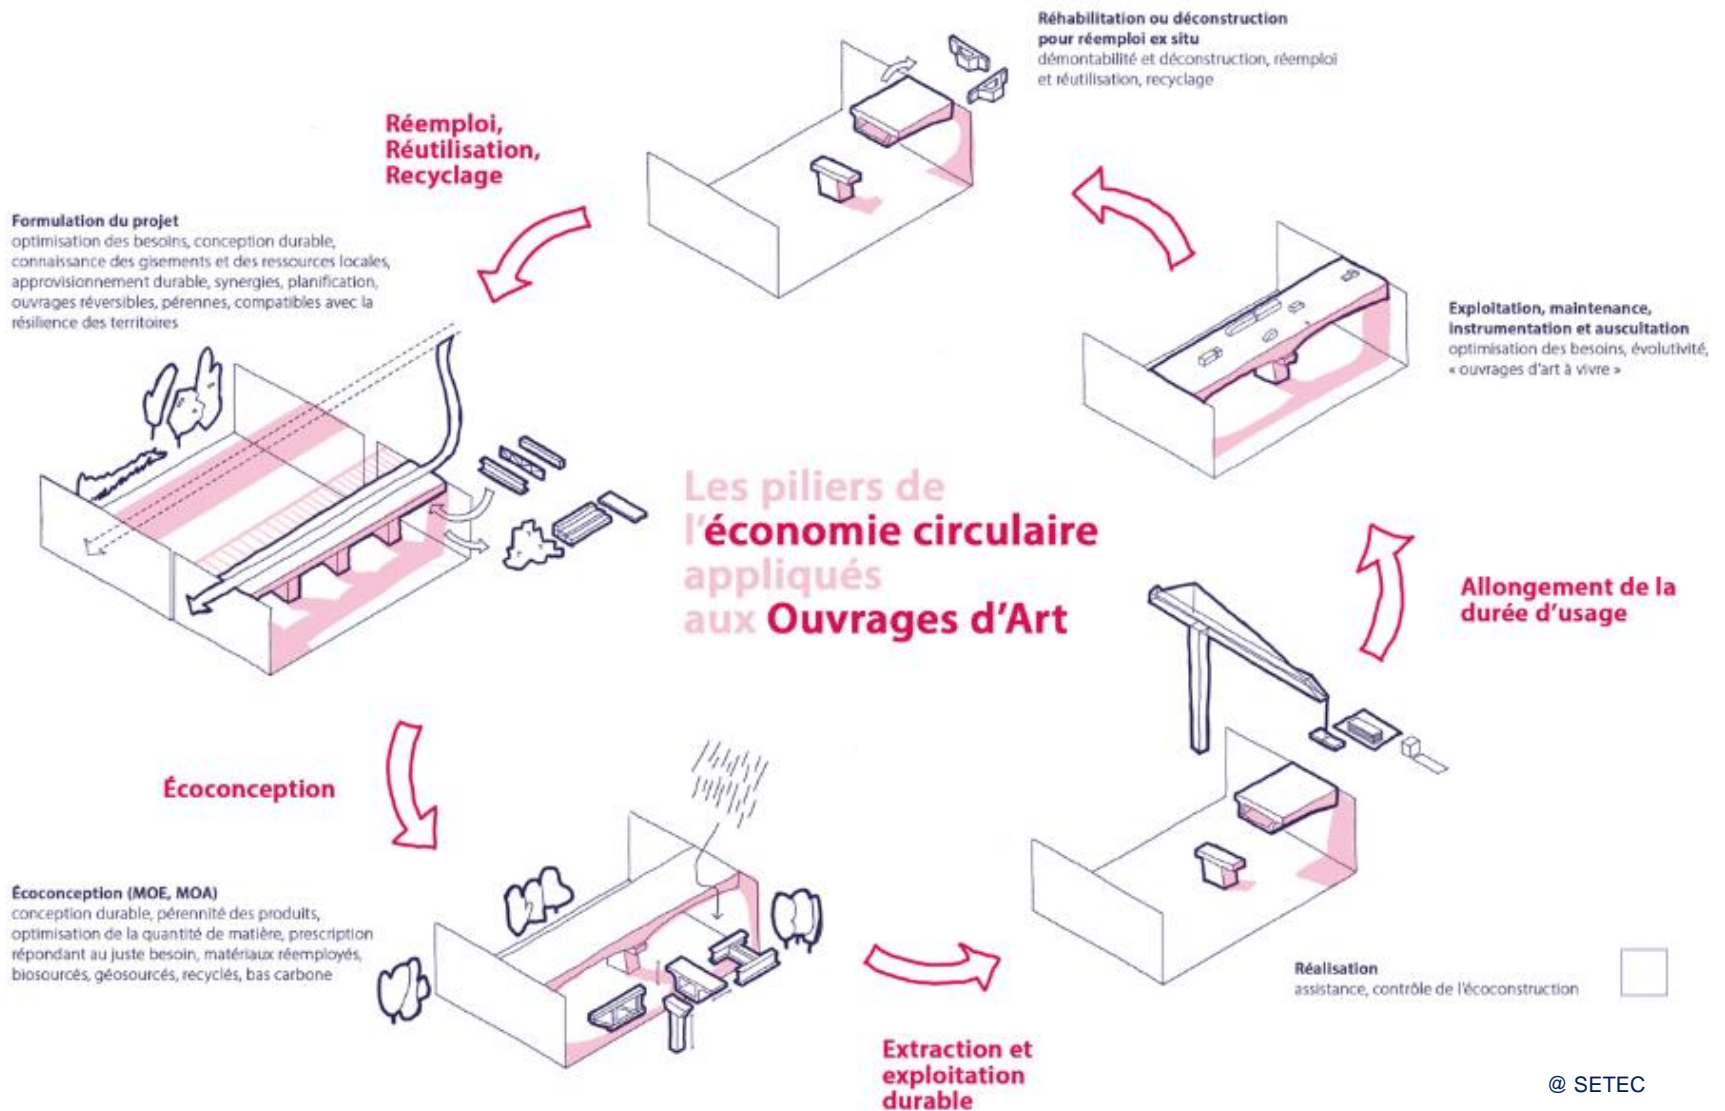 Réhabilitation ou déconstruction
pour réemploi ex situ
démontabilité et déconstruction, réemploi
et réutilisation, recyclage
Réemploi,
Réutilisation,
Recyclage
Formulation du projet
optimisation des besoins, conception durable,
connaissance des gisements et des ressources locales,
approvisionnement durable, synergies, planification,
ouvrages réversibles, pérennes, compatibles avec la
résilience des territoires
Exploitation, maintenance,
instrumentation et auscultation
optimisation des besoins, évolutivité,
« ouvrages d'art à vivre »
Les piliers de
l'économie circulaire
appliqués
aux Ouvrages d'Art
Allongement de la
durée d'usage
Écoconception
Écoconception (MOE, MOA)
conception durable, pérennité des produits,
optimisation de la quantité de matière, prescription
répondant au juste besoin, matériaux réemployés,
biosourcés, géosourcés, recyclés, bas carbone
Réalisation
assistance, contrôle de l'écoconstruction
Extraction et
exploitation
durable
@ SETEC